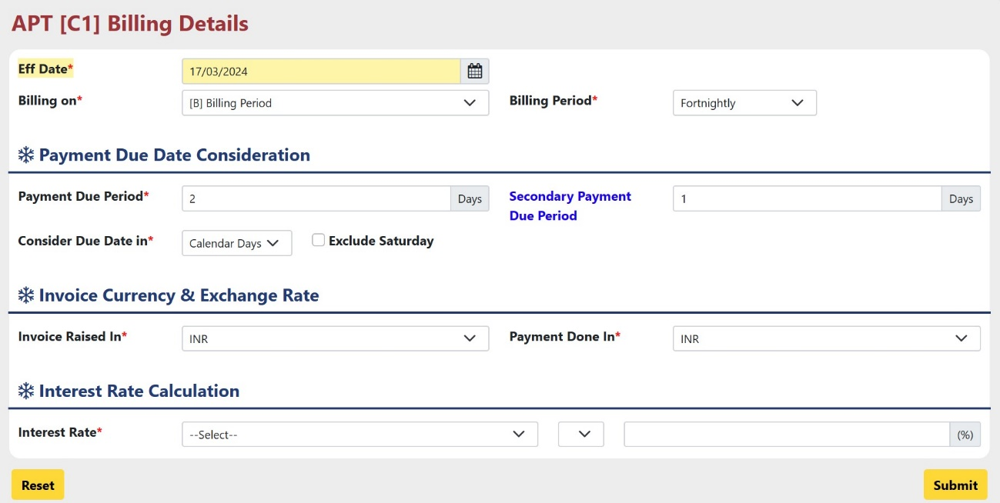 APT [C1] Billing Details
Eff Date*
17/03/2024
Billing on*
[B] Billing Period
Billing Period*
Fortnightly
Payment Due Date Consideration
Payment Due Period*
2
Days
Secondary Payment
Due Period
1
Days
Consider Due Date in*
Calendar Days
Exclude Saturday
Invoice Currency & Exchange Rate
Invoice Raised In*
INR
Payment Done In*
INR
Interest Rate Calculation
Interest Rate*
--Select--
(%)
Reset
Submit